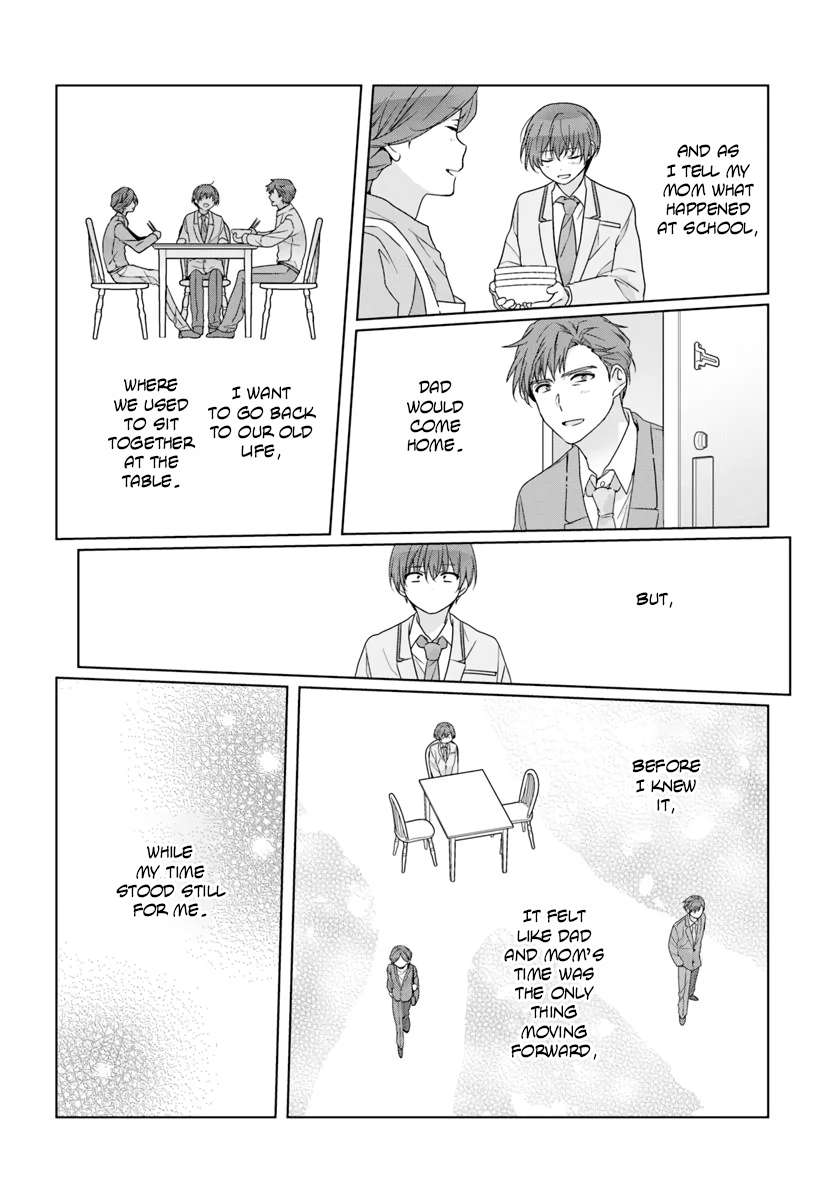 AND AS
I TELL MY
MOM WHAT
HAPPENED
AT SCHOOL,
DAD
WOULD
COME
HOME.
I WANT
TO GO BACK
TO OUR OLD
LIFE,
WHERE
WE USED
TO SIT
TOGETHER
AT THE
TABLE.
BUT,
BEFORE
I KNEW
IT,
IT FELT
LIKE DAD
AND MOM'S
TIME WAS
THE ONLY
THING
MOVING
FORWARD,
WHILE
MY TIME
STOOD STILL
FOR ME.